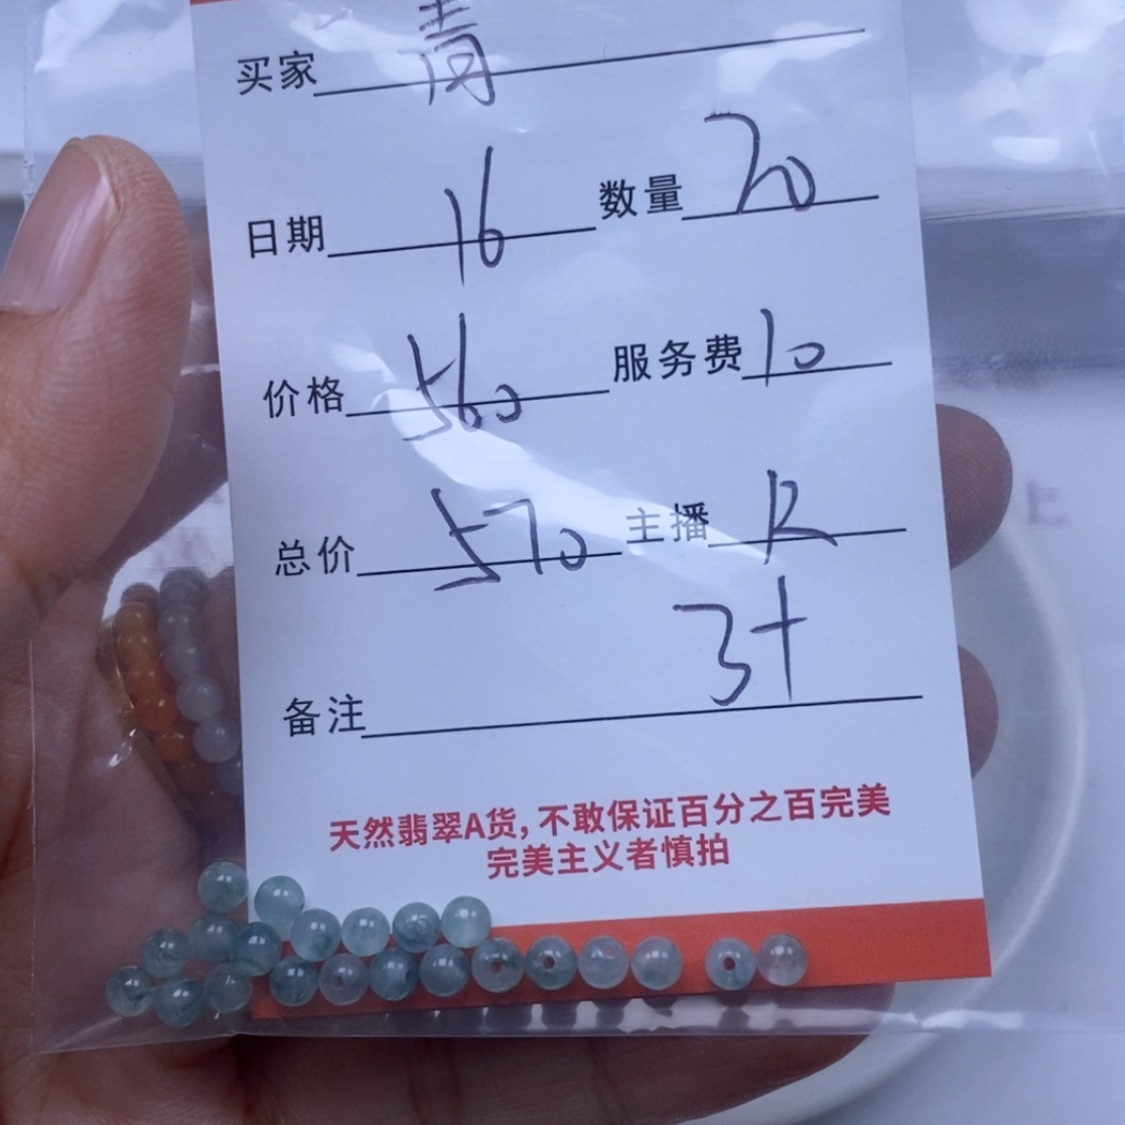 买家 青
日期 16 数量 20
价格 560 服务费 10
总价 570 主播 R
3+
备注
天然翡翠A货,不敢保证百分之百完美
完美主义者慎拍